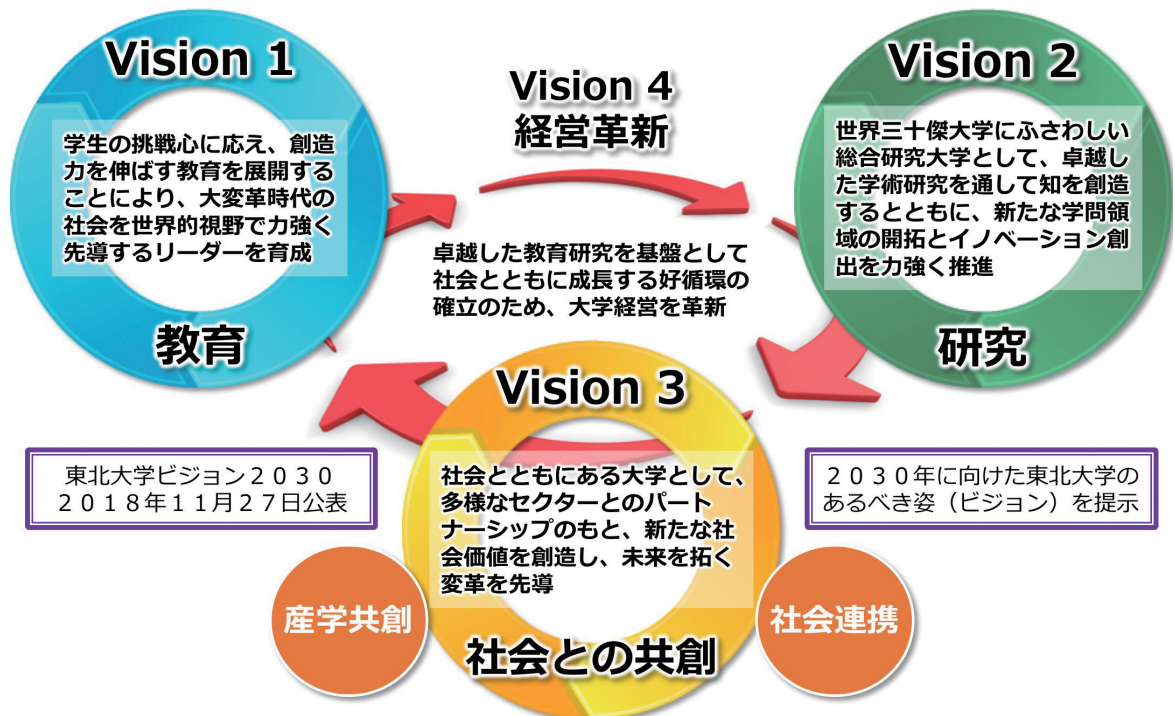 Vision 1
学生の挑戦心に応え、創造
力を伸ばす教育を展開する
ことにより、大変革時代の
社会を世界的視野で力強く
先導するリーダーを育成
教育
Vision 4
経営革新
卓越した教育研究を基盤として
社会とともに成長する好循環の
確立のため、大学経営を革新
Vision 2
世界三十傑大学にふさわしい
総合研究大学として、卓越し
た学術研究を通して知を創造
するとともに、新たな学問領
域の開拓とイノベーション創
出を力強く推進
研究
Vision 3
社会とともにある大学として、
多様なセクターとのパート
ナーシップのもと、新たな社
会価値を創造し、未来を拓く
変革を先導
社会との共創
東北大学ビジョン２０３０
２０１８年１１月２７日公表
２０３０年に向けた東北大学の
あるべき姿（ビジョン）を提示
産学共創
社会連携